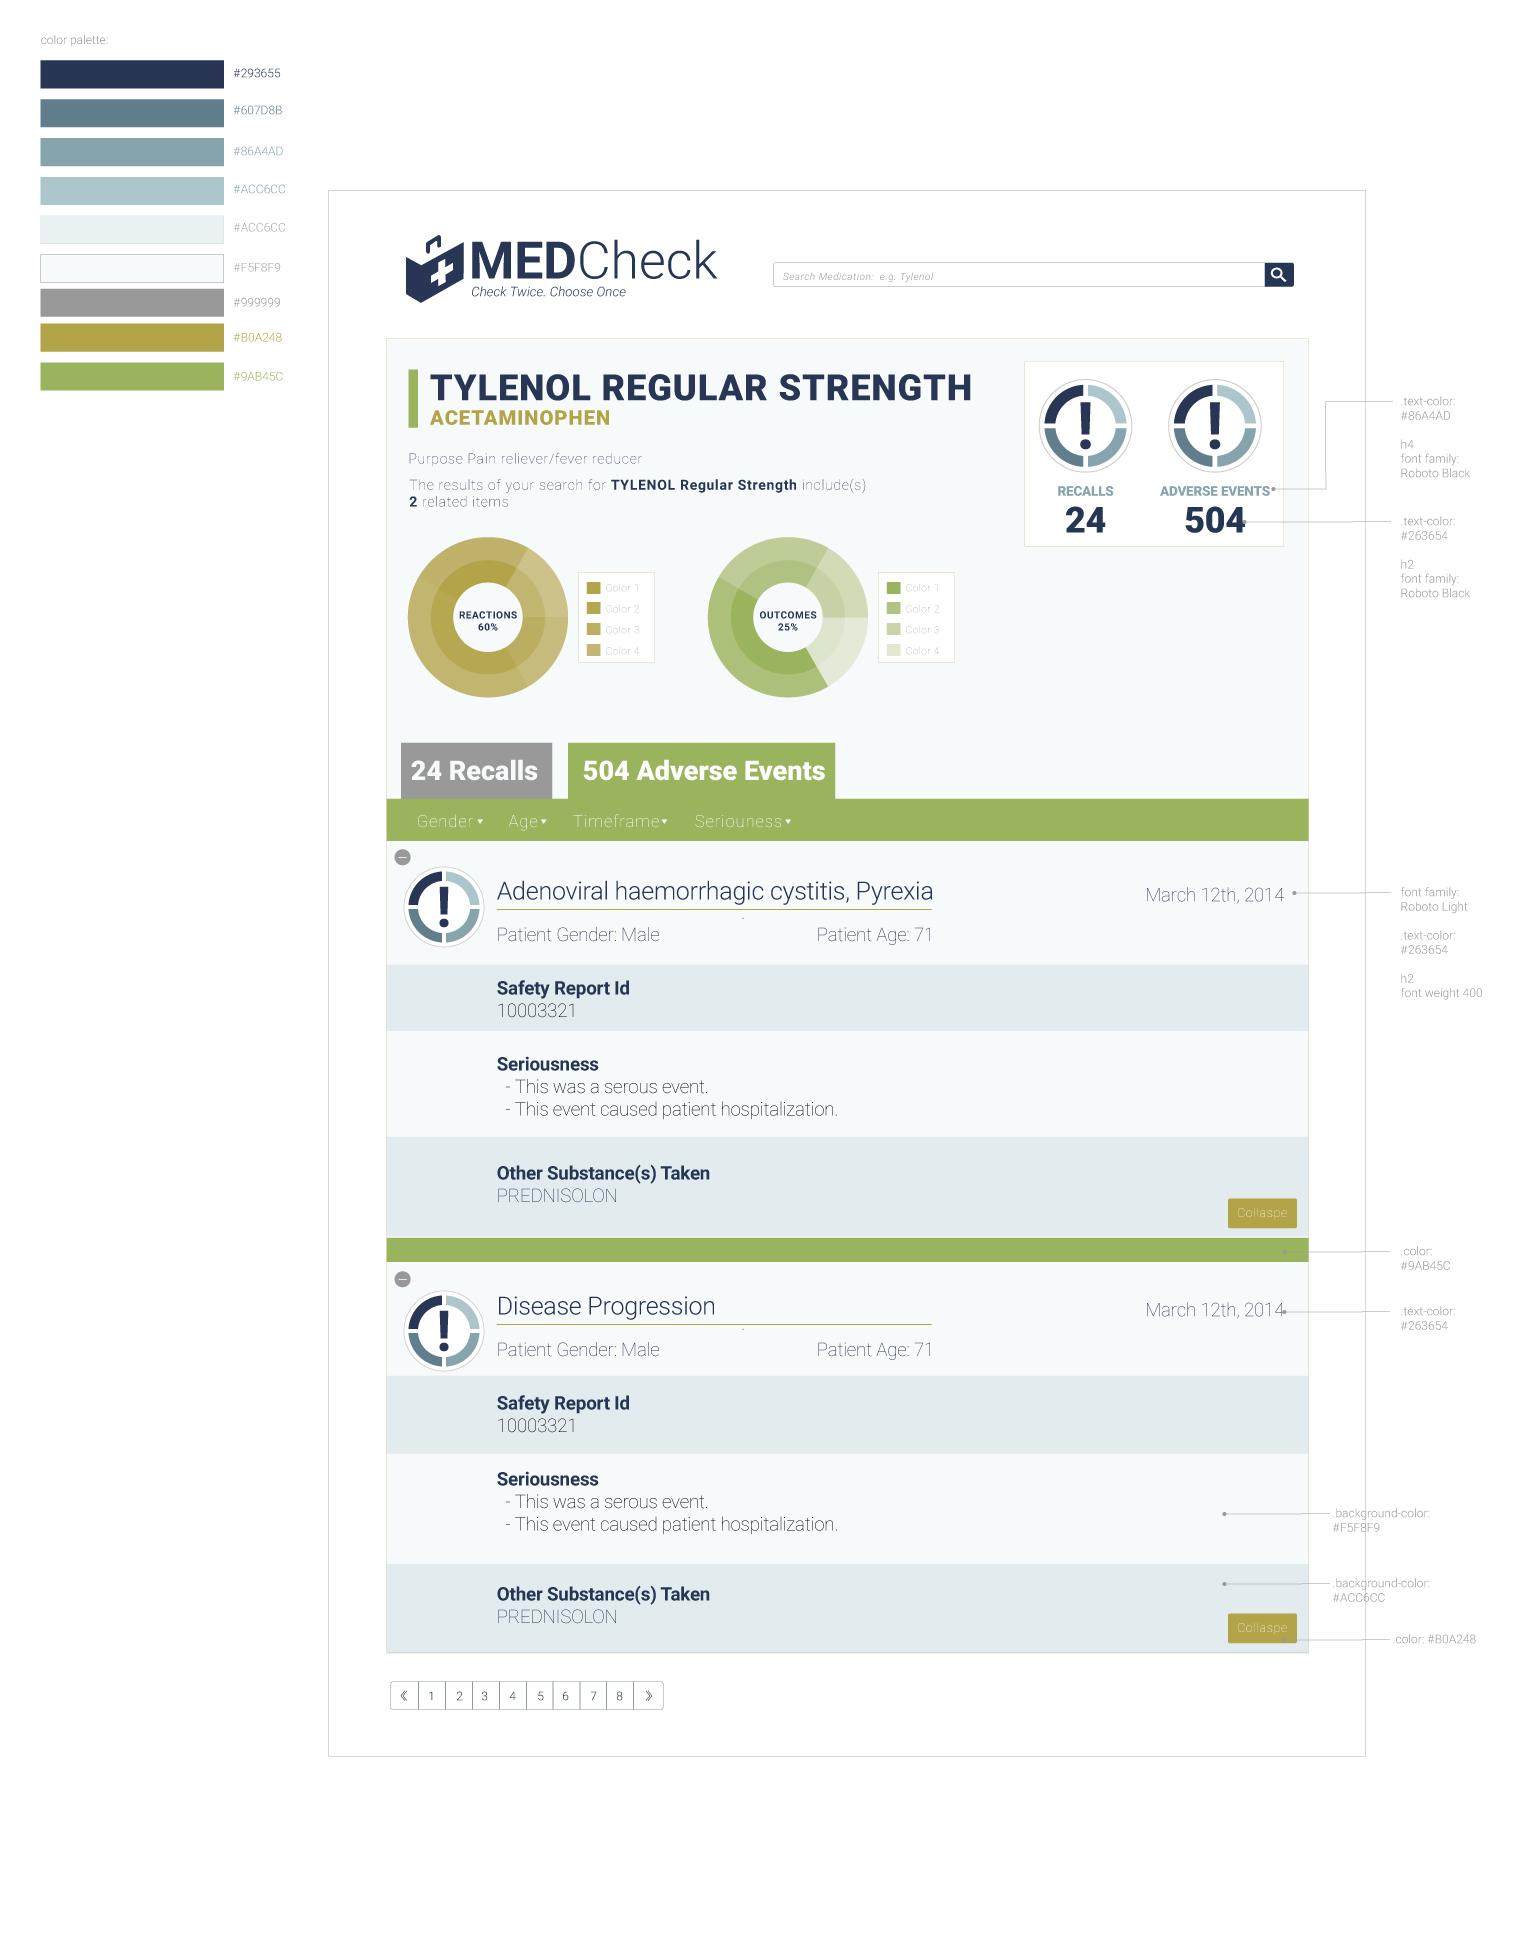 color palette:
#293655
#607D8B
#86A4AD
#ACC6CC
#ACC6CC
#F5F8F9
#999999
#B0A248
#9AB45C
MEDCheck
Check Twice. Choose Once
Search Medication: e.g. Tylenol
TYLENOL REGULAR STRENGTH
ACETAMINOPHEN
Purpose Pain reliever/fever reducer
The results of your search for TYLENOL Regular Strength include(s)
2 related items
RECALLS
24
ADVERSE EVENTS
504
.text-color:
#86A4AD
h4
font family:
Roboto Black
.text-color:
#263654
h2
font family:
Roboto Black
REACTIONS
60%
Color 1
Color 2
Color 3
Color 4
OUTCOMES
25%
Color 1
Color 2
Color 3
Color 4
24 Recalls
504 Adverse Events
Gender Age Timeframe Seriouness
Adenoviral haemorrhagic cystitis, Pyrexia
March 12th, 2014
Patient Gender: Male Patient Age: 71
font family:
Roboto Light
.text-color:
#263654
h2
font weight 400
Safety Report Id
10003321
Seriousness
- This was a serous event.
- This event caused patient hospitalization.
Other Substance(s) Taken
PREDNISOLON
Collaspe
.color:
#9AB45C
Disease Progression
March 12th, 2014
.text-color:
#263654
Patient Gender: Male Patient Age: 71
Safety Report Id
10003321
Seriousness
- This was a serous event.
- This event caused patient hospitalization.
.background-color:
#F5F8F9
Other Substance(s) Taken
PREDNISOLON
.background-color:
#ACC6CC
Collaspe
.color: #B0A248
《 1 2 3 4 5 6 7 8 》